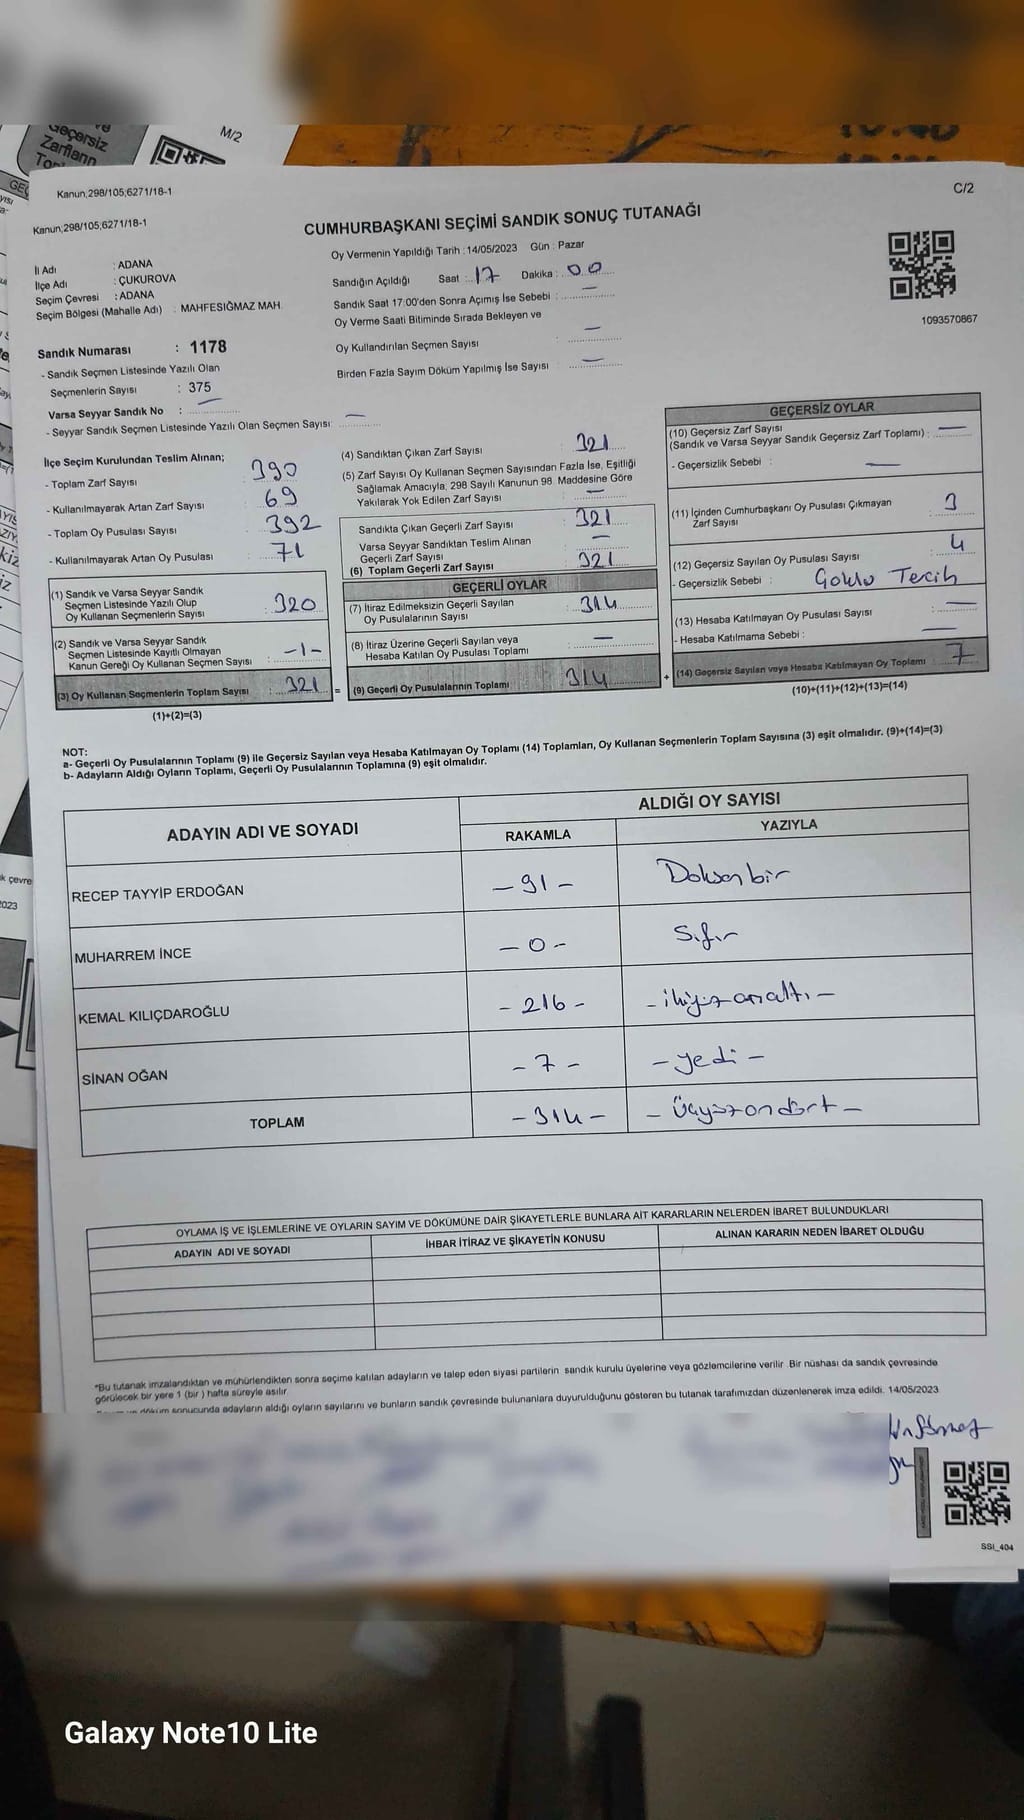 Geçersiz
Zarfların
M/2
Kanun,298/105;6271/18-1
C/2
Kanun;298/105;6271/18-1
CUMHURBAŞKANI SEÇİMİ SANDIK SONUÇ TUTANAĞI
Oy Vermenin Yapıldığı Tarih : 14/05/2023 Gün : Pazar
İl Adı : ADANA
İlçe Adı : ÇUKUROVA
Seçim Çevresi : ADANA
Seçim Bölgesi (Mahalle Adı) : MAHFESIĞMAZ MAH.
Sandığın Açıldığı Saat : 17 Dakika : 00
Sandık Saat 17:00'den Sonra Açımış İse Sebebi : —
Oy Verme Saati Bitiminde Sırada Bekleyen ve
Oy Kullandırılan Seçmen Sayısı : —
Birden Fazla Sayım Döküm Yapılmış İse Sayısı : —
1093570867
Sandık Numarası : 1178
- Sandık Seçmen Listesinde Yazılı Olan
Seçmenlerin Sayısı : 375
Varsa Seyyar Sandık No : —
- Seyyar Sandık Seçmen Listesinde Yazılı Olan Seçmen Sayısı: —
İlçe Seçim Kurulundan Teslim Alınan;
- Toplam Zarf Sayısı : 390
- Kullanılmayarak Artan Zarf Sayısı : 69
- Toplam Oy Pusulası Sayısı : 392
- Kullanılmayarak Artan Oy Pusulası : 71
(1) Sandık ve Varsa Seyyar Sandık
Seçmen Listesinde Yazılı Olup
Oy Kullanan Seçmenlerin Sayısı : 320
(2) Sandık ve Varsa Seyyar Sandık
Seçmen Listesinde Kayıtlı Olmayan
Kanun Gereği Oy Kullanan Seçmen Sayısı : -1-
(3) Oy Kullanan Seçmenlerin Toplam Sayısı : 321 =
(1)+(2)=(3)
(4) Sandıktan Çıkan Zarf Sayısı 321
(5) Zarf Sayısı Oy Kullanan Seçmen Sayısından Fazla İse, Eşitliği
Sağlamak Amacıyla; 298 Sayılı Kanunun 98. Maddesine Göre
Yakılarak Yok Edilen Zarf Sayısı —
Sandıkta Çıkan Geçerli Zarf Sayısı 321
Varsa Seyyar Sandıktan Teslim Alınan
Geçerli Zarf Sayısı —
(6) Toplam Geçerli Zarf Sayısı 321
GEÇERLİ OYLAR
(7) İtiraz Edilmeksizin Geçerli Sayılan
Oy Pusulalarının Sayısı : 314
(8) İtiraz Üzerine Geçerli Sayılan veya
Hesaba Katılan Oy Pusulası Toplamı : —
(9) Geçerli Oy Pusulalarının Toplamı 314 +
GEÇERSİZ OYLAR
(10) Geçersiz Zarf Sayısı
(Sandık ve Varsa Seyyar Sandık Geçersiz Zarf Toplamı) : —
- Geçersizlik Sebebi : —
(11) İçinden Cumhurbaşkanı Oy Pusulası Çıkmayan
Zarf Sayısı : 3
(12) Geçersiz Sayılan Oy Pusulası Sayısı : 4
- Geçersizlik Sebebi : Çoklu Tercih
(13) Hesaba Katılmayan Oy Pusulası Sayısı : —
- Hesaba Katılmama Sebebi : —
(14) Geçersiz Sayılan veya Hesaba Katılmayan Oy Toplamı : 7
(10)+(11)+(12)+(13)=(14)
NOT:
a- Geçerli Oy Pusulalarının Toplamı (9) ile Geçersiz Sayılan veya Hesaba Katılmayan Oy Toplamı (14) Toplamları, Oy Kullanan Seçmenlerin Toplam Sayısına (3) eşit olmalıdır. (9)+(14)=(3)
b- Adayların Aldığı Oyların Toplamı, Geçerli Oy Pusulalarının Toplamına (9) eşit olmalıdır.
ADAYIN ADI VE SOYADI
ALDIĞI OY SAYISI
RAKAMLA YAZIYLA
RECEP TAYYİP ERDOĞAN -91- Doksanbir
MUHARREM İNCE -0- Sıfır
KEMAL KILIÇDAROĞLU -216- -ikiyüzonaltı-
SİNAN OĞAN -7- -yedi-
TOPLAM -314- -Üçyüzondört-
OYLAMA İŞ VE İŞLEMLERİNE VE OYLARIN SAYIM VE DÖKÜMÜNE DAİR ŞİKAYETLERLE BUNLARA AİT KARARLARIN NELERDEN İBARET BULUNDUKLARI
ADAYIN ADI VE SOYADI İHBAR İTİRAZ VE ŞİKAYETİN KONUSU ALINAN KARARIN NEDEN İBARET OLDUĞU
*Bu tutanak imzalandıktan ve mühürlendikten sonra seçime katılan adayların ve talep eden siyasi partilerin sandık kurulu üyelerine veya gözlemcilerine verilir. Bir nüshası da sandık çevresinde
görülecek bir yere 1 (bir ) hafta süreyle asılır.
döküm sonucunda adayların aldığı oyların sayılarını ve bunların sandık çevresinde bulunanlara duyurulduğunu gösteren bu tutanak tarafımızdan düzenlenerek imza edildi. 14/05/2023
SSI_404
Galaxy Note10 Lite